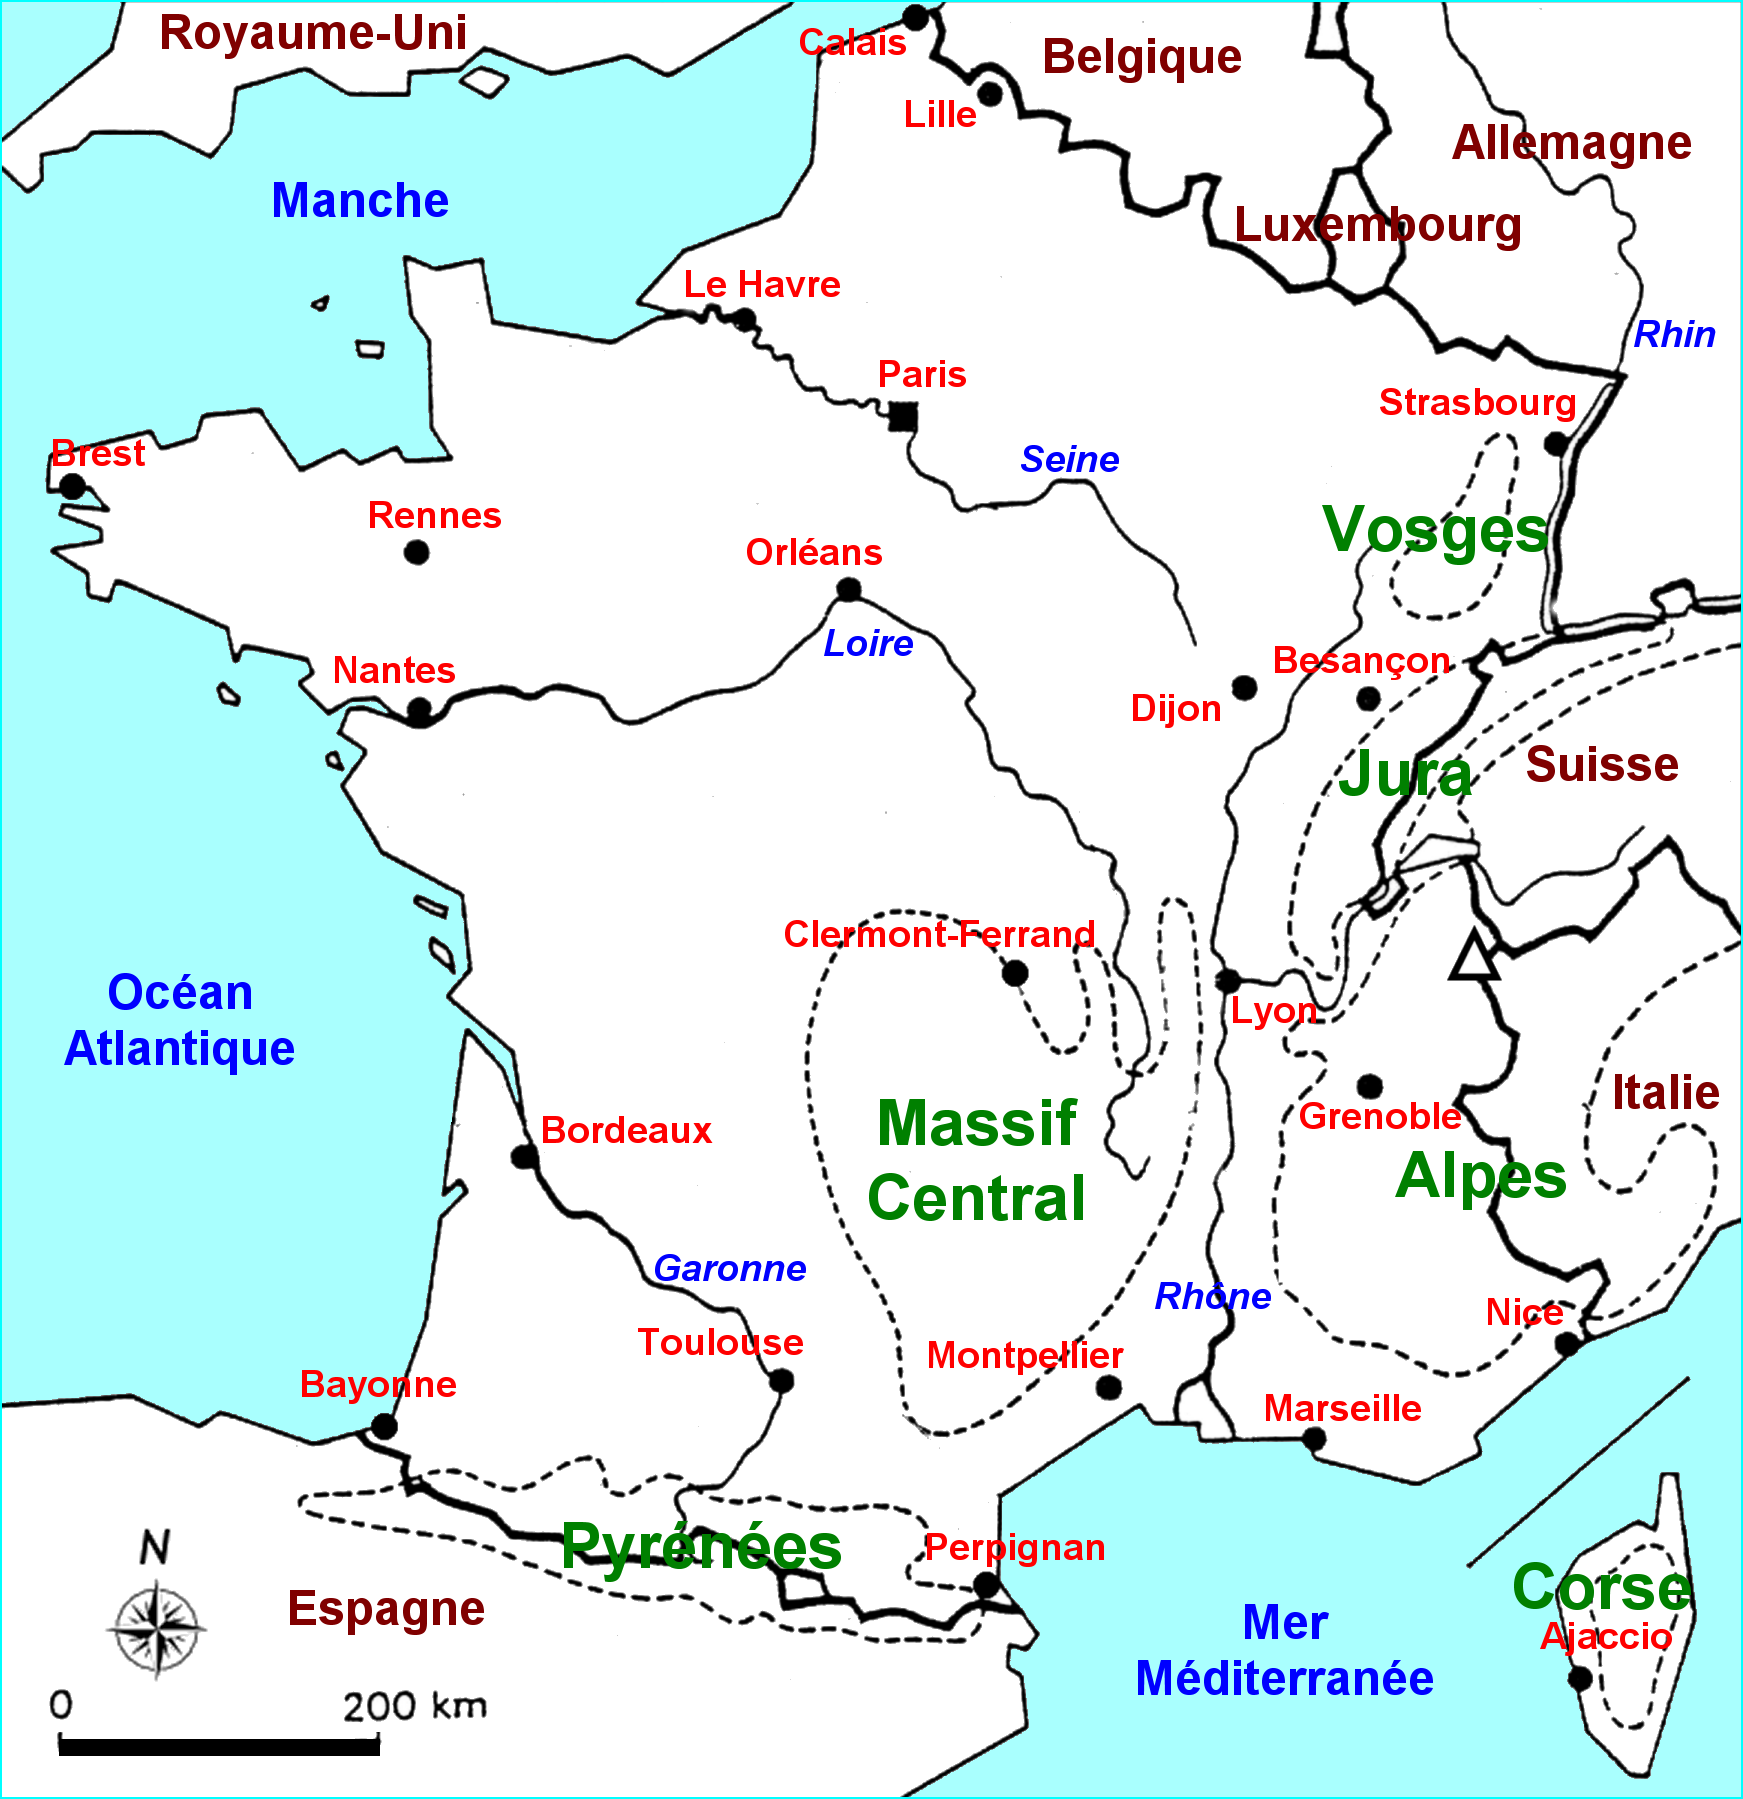 Royaume-Uni
Calais
Belgique
Lille
Allemagne
Manche
Luxembourg
Le Havre
Rhin
Paris
Strasbourg
Brest
Seine
Rennes
Vosges
Orléans
Loire
Nantes
Besançon
Dijon
Jura
Suisse
Clermont-Ferrand
Océan
Atlantique
Lyon
Italie
Massif
Central
Grenoble
Bordeaux
Alpes
Garonne
Rhône
Nice
Toulouse
Montpellier
Bayonne
Marseille
Pyrénées
Perpignan
N
Corse
Espagne
Mer
Méditerranée
Ajaccio
0 200 km